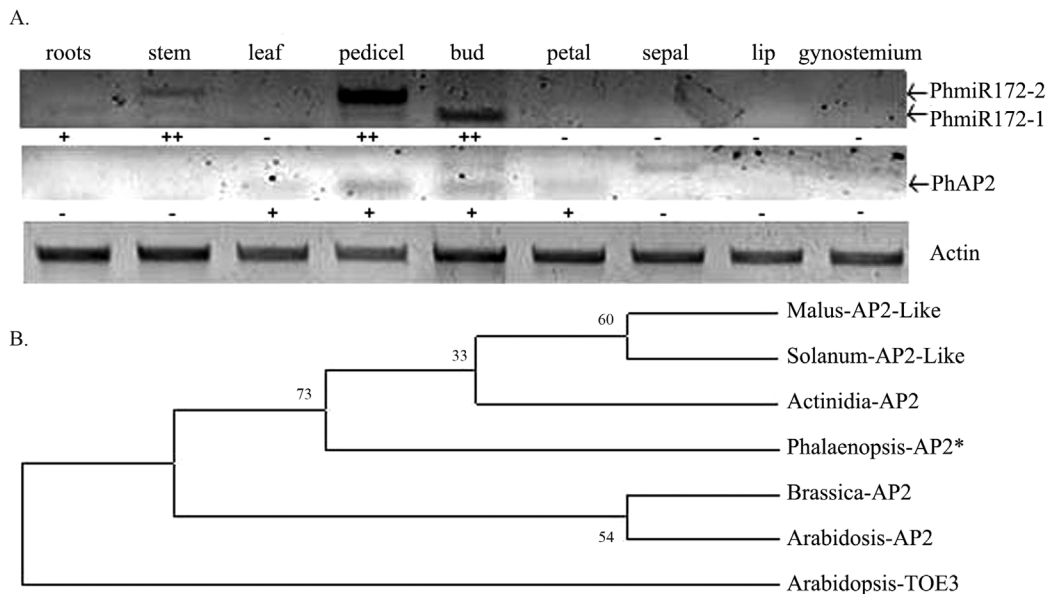 A.
roots stem leaf pedicel bud petal sepal lip gynostemium
PhmiR172-2
PhmiR172-1
+ ++ - ++ ++ - - - -
PhAP2
- - + + + + - - -
Actin
B.
Malus-AP2-Like
60
Solanum-AP2-Like
33
Actinidia-AP2
73
Phalaenopsis-AP2*
Brassica-AP2
54
Arabidosis-AP2
Arabidopsis-TOE3